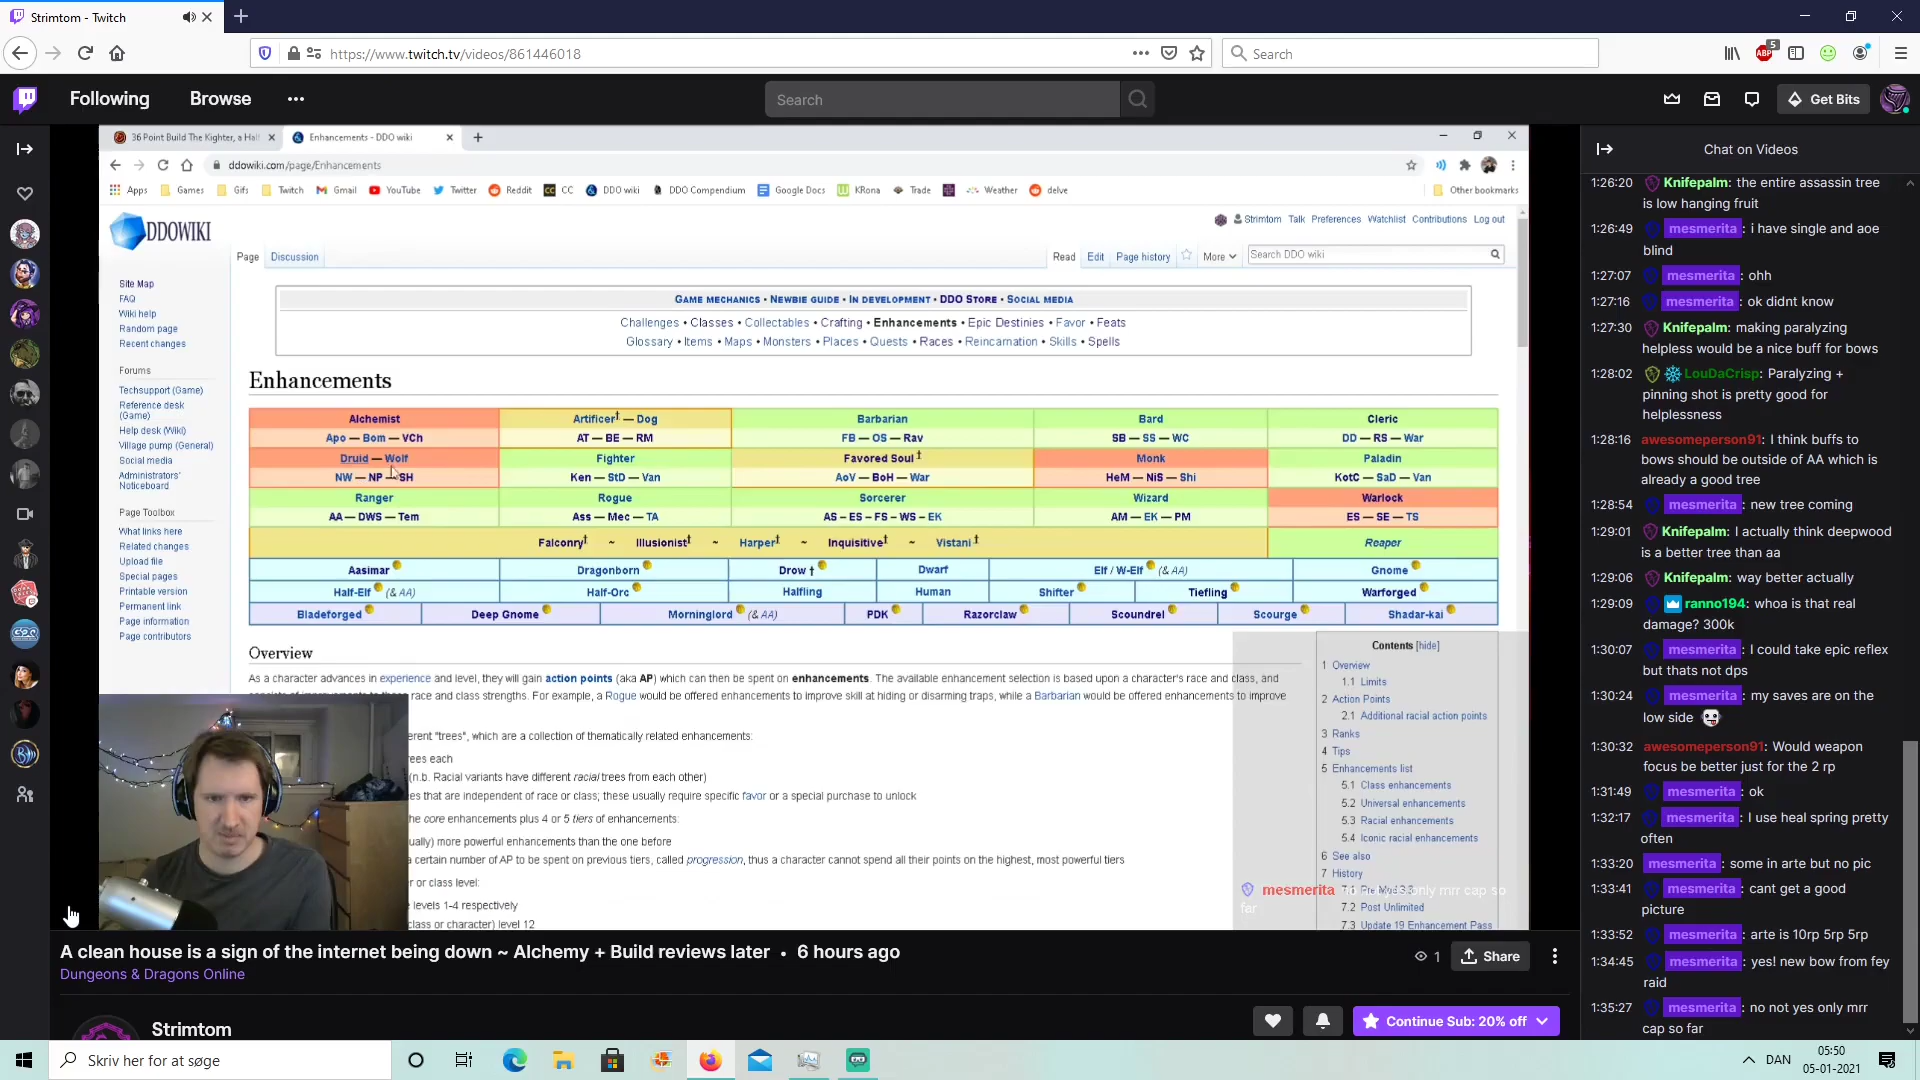 Strimtom - Twitch
https://www.twitch.tv/videos/861446018
Search
ABP
5
Following
Browse
Search
Get Bits
36 Point Build The Kighter, a Hal
Enhancements - DDO wiki
ddowiki.com/page/Enhancements
Apps
Games
Gifs
Twitch
Gmail
YouTube
Twitter
Reddit
CC
DDO wiki
DDO Compendium
Google Docs
KRona
Trade
Weather
delve
Other bookmarks
DDOWIKI
Strimtom Talk Preferences Watchlist Contributions Log out
Page Discussion
Read Edit Page history More
Search DDO wiki
Site Map
FAQ
Wiki help
Random page
Recent changes
Forums
Techsupport (Game)
Reference desk
(Game)
Help desk (Wiki)
Village pump (General)
Social media
Administrators'
Noticeboard
Page Toolbox
What links here
Related changes
Upload file
Special pages
Printable version
Permanent link
Page information
Page contributors
GAME MECHANICS • NEWBIE GUIDE • IN DEVELOPMENT • DDO STORE • SOCIAL MEDIA
Challenges • Classes • Collectables • Crafting • Enhancements • Epic Destinies • Favor • Feats
Glossary • Items • Maps • Monsters • Places • Quests • Races • Reincarnation • Skills • Spells
Enhancements
Alchemist
Artificer† — Dog
Barbarian
Bard
Cleric
Apo — Bom — VCh
AT — BE — RM
FB — OS — Rav
SB — SS — WC
DD — RS — War
Druid — Wolf
Fighter
Favored Soul †
Monk
Paladin
NW — NP — SH
Ken — StD — Van
AoV — BoH — War
HeM — NiS — Shi
KotC — SaD — Van
Ranger
Rogue
Sorcerer
Wizard
Warlock
AA — DWS — Tem
Ass — Mec — TA
AS — ES — FS — WS — EK
AM — EK — PM
ES — SE — TS
Falconry† ~ Illusionist† ~ Harper† ~ Inquisitive† ~ Vistani †
Reaper
Aasimar
Dragonborn
Drow †
Dwarf
Elf / W-Elf (& AA)
Gnome
Half-Elf (& AA)
Half-Orc
Halfling
Human
Shifter
Tiefling
Warforged
Bladeforged
Deep Gnome
Morninglord (& AA)
PDK
Razorclaw
Scoundrel
Scourge
Shadar-kai
Overview
As a character advances in experience and level, they will gain action points (aka AP) which can then be spent on enhancements. The available enhancement selection is based upon a character's race and class, and
race and class strengths. For example, a Rogue would be offered enhancements to improve skill at hiding or disarming traps, while a Barbarian would be offered enhancements to improve
erent "trees", which are a collection of thematically related enhancements:
rees each
(n.b. Racial variants have different racial trees from each other)
es that are independent of race or class; these usually require specific favor or a special purchase to unlock
he core enhancements plus 4 or 5 tiers of enhancements:
ually) more powerful enhancements than the one before
a certain number of AP to be spent on previous tiers, called progression, thus a character cannot spend all their points on the highest, most powerful tiers
er or class level:
e levels 1-4 respectively
class or character) level 12
Contents [hide]
1 Overview
1.1 Limits
2 Action Points
2.1 Additional racial action points
3 Ranks
4 Tips
5 Enhancements list
5.1 Class enhancements
5.2 Universal enhancements
5.3 Racial enhancements
5.4 Iconic racial enhancements
6 See also
7 History
7.2 Post Unlimited
7.3 Update 19 Enhancement Pass
mesmerita no not yes only mrr cap so
far
A clean house is a sign of the internet being down ~ Alchemy + Build reviews later • 6 hours ago
Dungeons & Dragons Online
1
Share
Strimtom
Continue Sub: 20% off
Chat on Videos
1:26:20 Knifepalm: the entire assassin tree
is low hanging fruit
1:26:49 mesmerita: i have single and aoe
blind
1:27:07 mesmerita: ohh
1:27:16 mesmerita: ok didnt know
1:27:30 Knifepalm: making paralyzing
helpless would be a nice buff for bows
1:28:02 LouDaCrisp: Paralyzing +
pinning shot is pretty good for
helplessness
1:28:16 awesomeperson91: I think buffs to
bows should be outside of AA which is
already a good tree
1:28:54 mesmerita: new tree coming
1:29:01 Knifepalm: I actually think deepwood
is a better tree than aa
1:29:06 Knifepalm: way better actually
1:29:09 ranno194: whoa is that real
damage? 300k
1:30:07 mesmerita: I could take epic reflex
but thats not dps
1:30:24 mesmerita: my saves are on the
low side
1:30:32 awesomeperson91: Would weapon
focus be better just for the 2 rp
1:31:49 mesmerita: ok
1:32:17 mesmerita: I use heal spring pretty
often
1:33:20 mesmerita: some in arte but no pic
1:33:41 mesmerita: cant get a good
picture
1:33:52 mesmerita: arte is 10rp 5rp 5rp
1:34:45 mesmerita: yes! new bow from fey
raid
1:35:27 mesmerita: no not yes only mrr
cap so far
Skriv her for at søge
DAN
05:50
05-01-2021